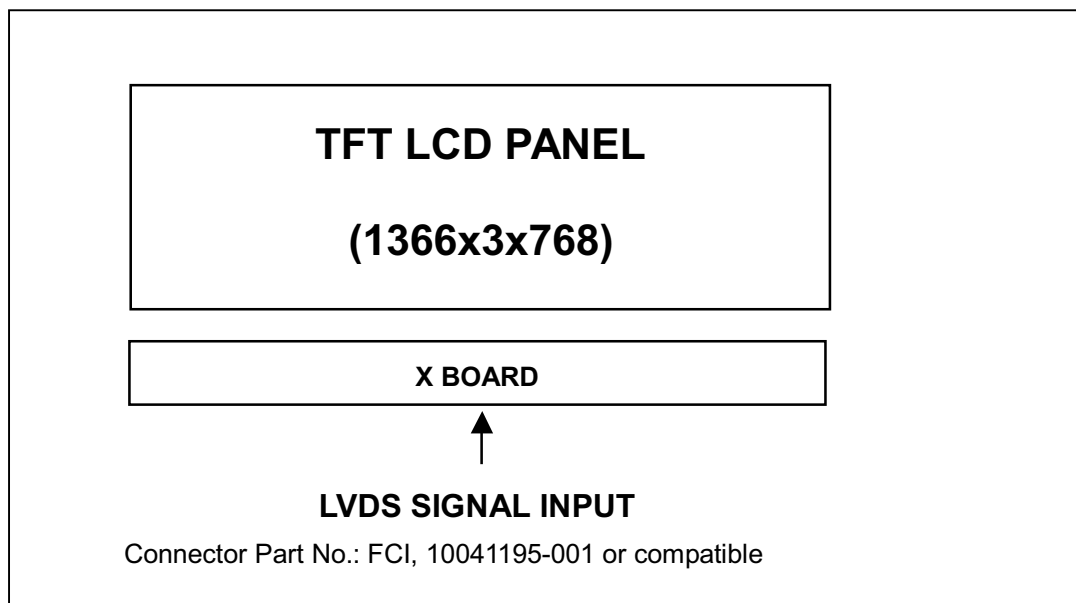 TFT LCD PANEL
(1366x3x768)
X BOARD
LVDS SIGNAL INPUT
Connector Part No.: FCI, 10041195-001 or compatible